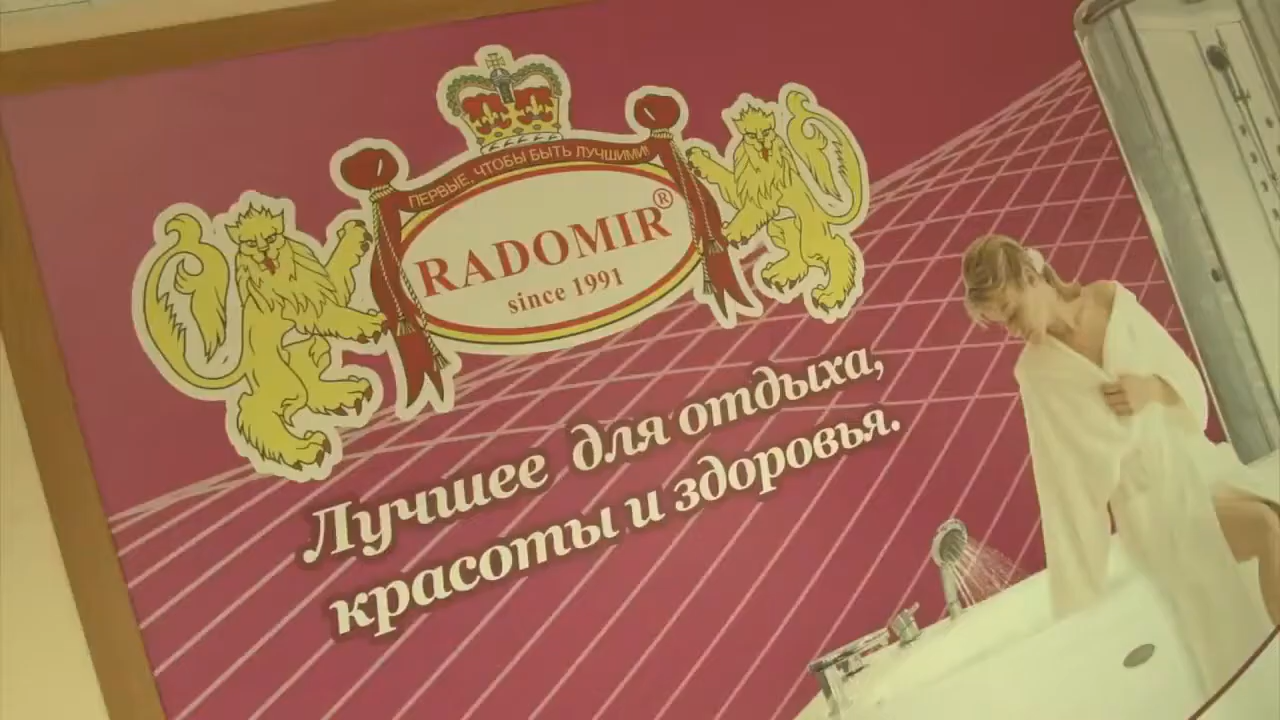 ПЕРВЫЕ, ЧТОБЫ БЫТЬ ЛУЧШИМИ!
RADOMIR®
since 1991
Лучшее для отдыха,
красоты и здоровья.